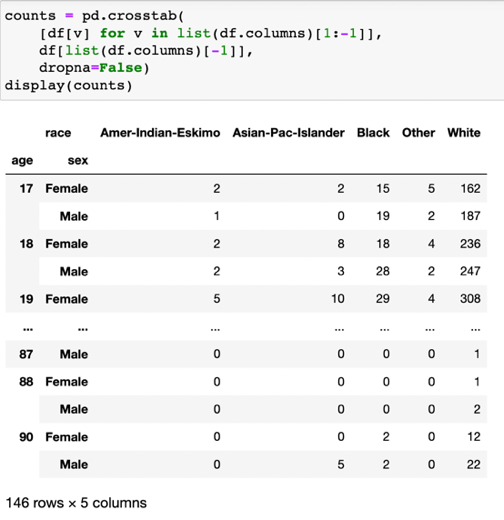 counts = pd.crosstab(
[df[v] for v in list(df.columns)[1:-1]],
df[list(df.columns)[-1]],
dropna=False)
display(counts)
race Amer-Indian-Eskimo Asian-Pac-Islander Black Other White
age sex
17 Female 2 2 15 5 162
Male 1 0 19 2 187
18 Female 2 8 18 4 236
Male 2 3 28 2 247
19 Female 5 10 29 4 308
... ... ... ... ... ... ...
87 Male 0 0 0 0 1
88 Female 0 0 0 0 1
Male 0 0 0 0 2
90 Female 0 0 2 0 12
Male 0 5 2 0 22
146 rows × 5 columns